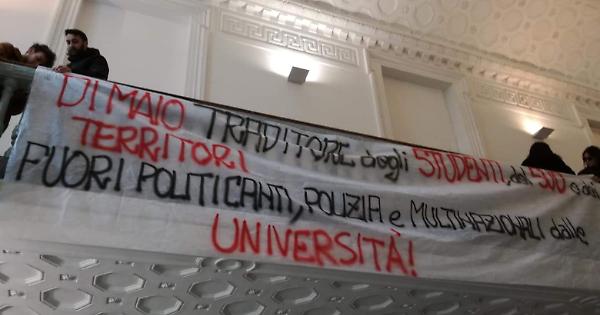 DI MAIO TRADITORE degli STUDENTI, del SUD e dei
TERRITORI
FUORI POLITICANTI, POLIZIA e MULTINAZIONALI dalle
UNIVERSITÀ!